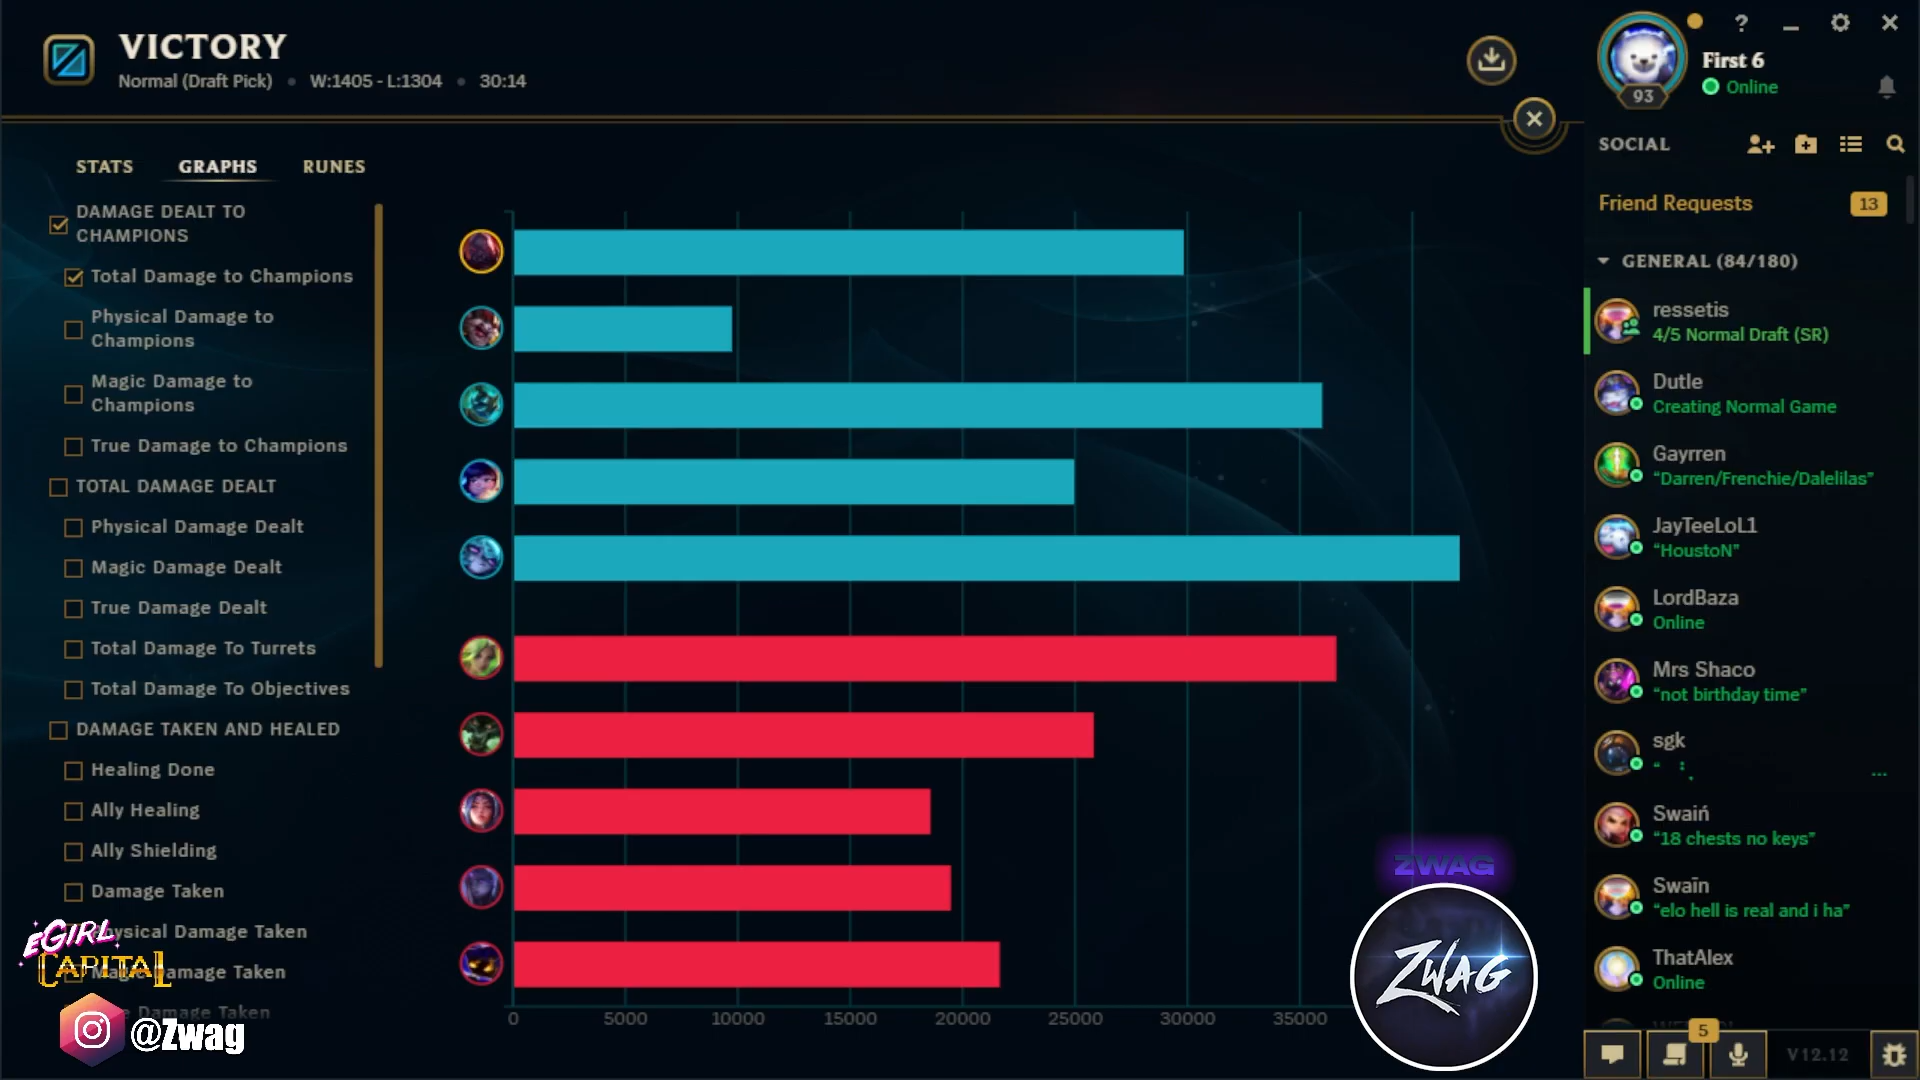 VICTORY
Normal (Draft Pick) • W:1405 - L:1304 • 30:14
STATS GRAPHS RUNES
DAMAGE DEALT TO
CHAMPIONS
Total Damage to Champions
Physical Damage to
Champions
Magic Damage to
Champions
True Damage to Champions
TOTAL DAMAGE DEALT
Physical Damage Dealt
Magic Damage Dealt
True Damage Dealt
Total Damage To Turrets
Total Damage To Objectives
DAMAGE TAKEN AND HEALED
Healing Done
Ally Healing
Ally Shielding
Damage Taken
Physical Damage Taken
Magic Damage Taken
Damage Taken
EGIRL
CAPITAL
@Zwag
0 5000 10000 15000 20000 25000 30000 35000
ZWAG
ZWAG
93
First 6
Online
?
SOCIAL
Friend Requests 13
GENERAL (84/180)
ressetis
4/5 Normal Draft (SR)
Dutle
Creating Normal Game
Gayrren
“Darren/Frenchie/Dalelilas”
JayTeeLoL1
“HoustoN”
LordBaza
Online
Mrs Shaco
“not birthday time”
sgk
Swaiń
“18 chests no keys”
Swaīn
“elo hell is real and i ha”
ThatAlex
Online
5
V12.12